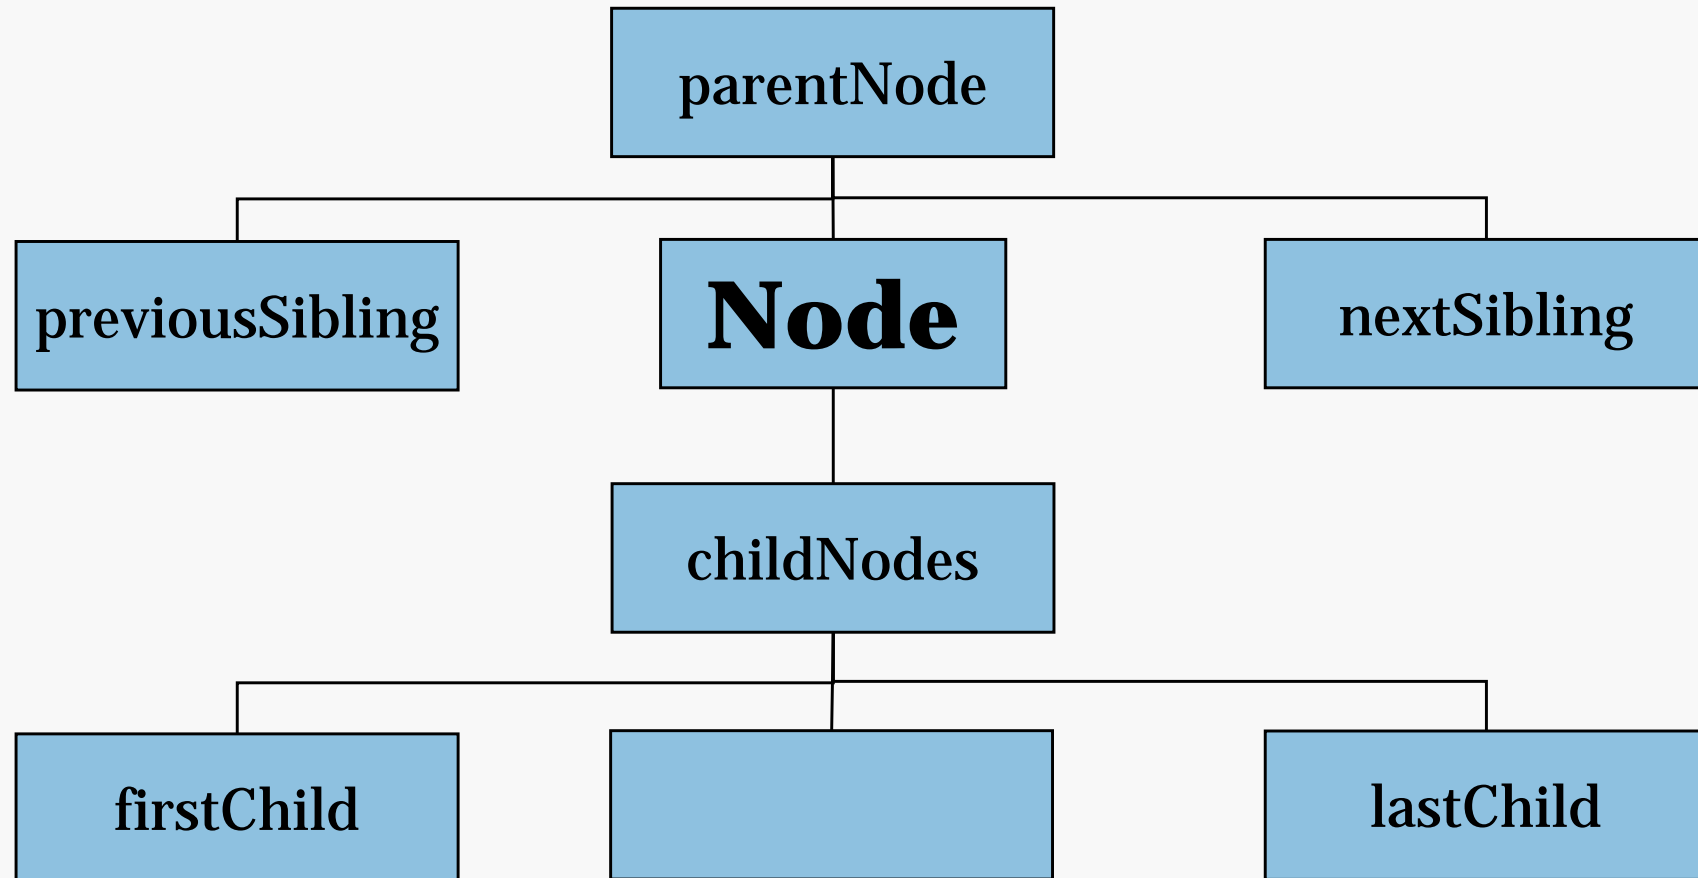 parentNode
previousSibling
Node
nextSibling
childNodes
firstChild
lastChild